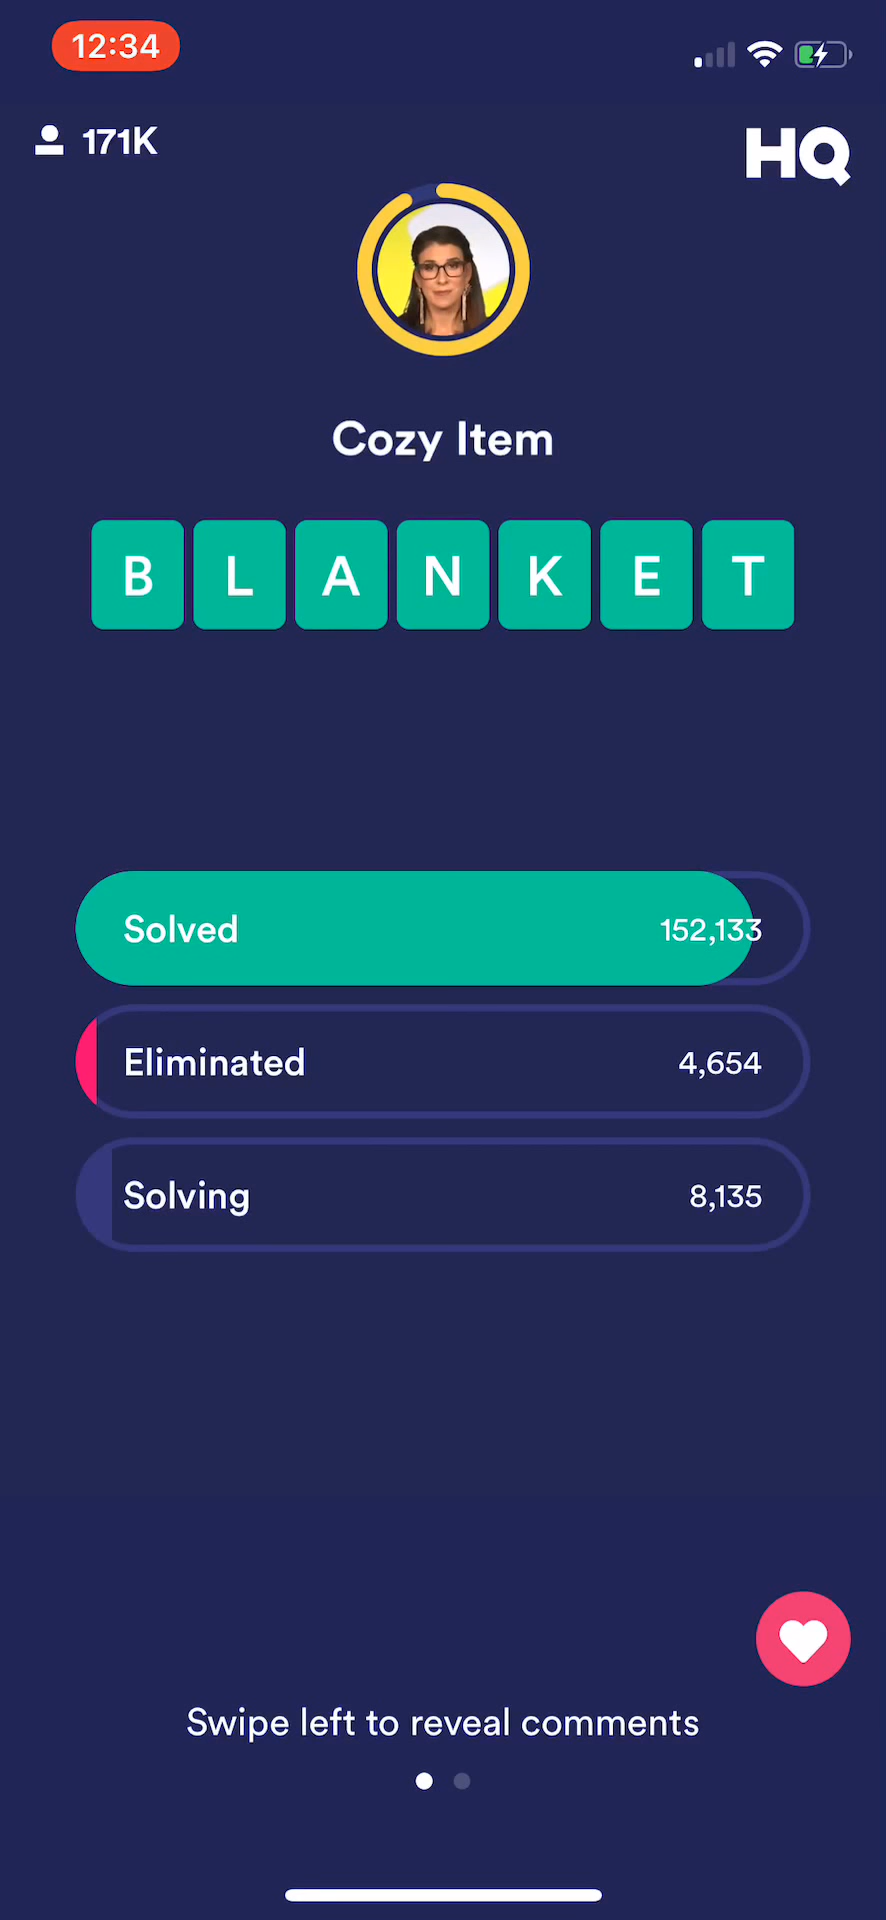 12:34
171K
HQ
Cozy Item
BLANKET
Solved 152,133
Eliminated 4,654
Solving 8,135
Swipe left to reveal comments